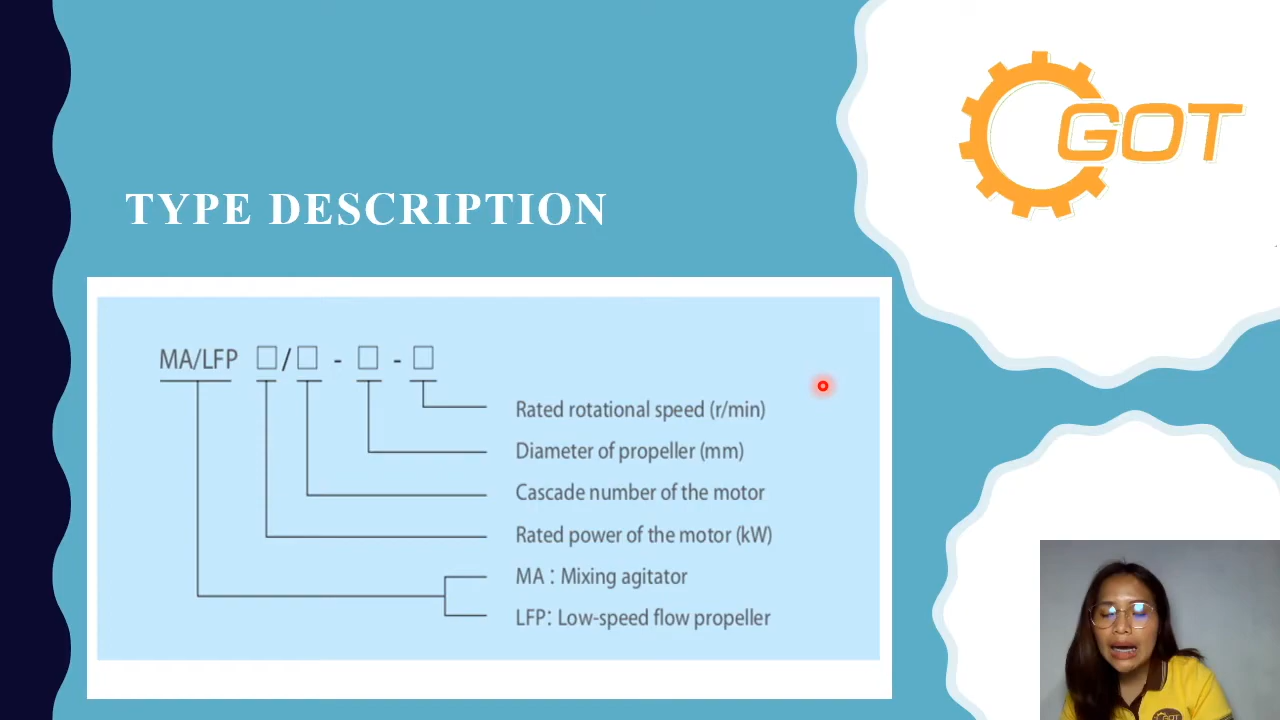 GOT
TYPE DESCRIPTION
MA/LFP □/□ - □ - □
Rated rotational speed (r/min)
Diameter of propeller (mm)
Cascade number of the motor
Rated power of the motor (kW)
MA : Mixing agitator
LFP: Low-speed flow propeller
GOT